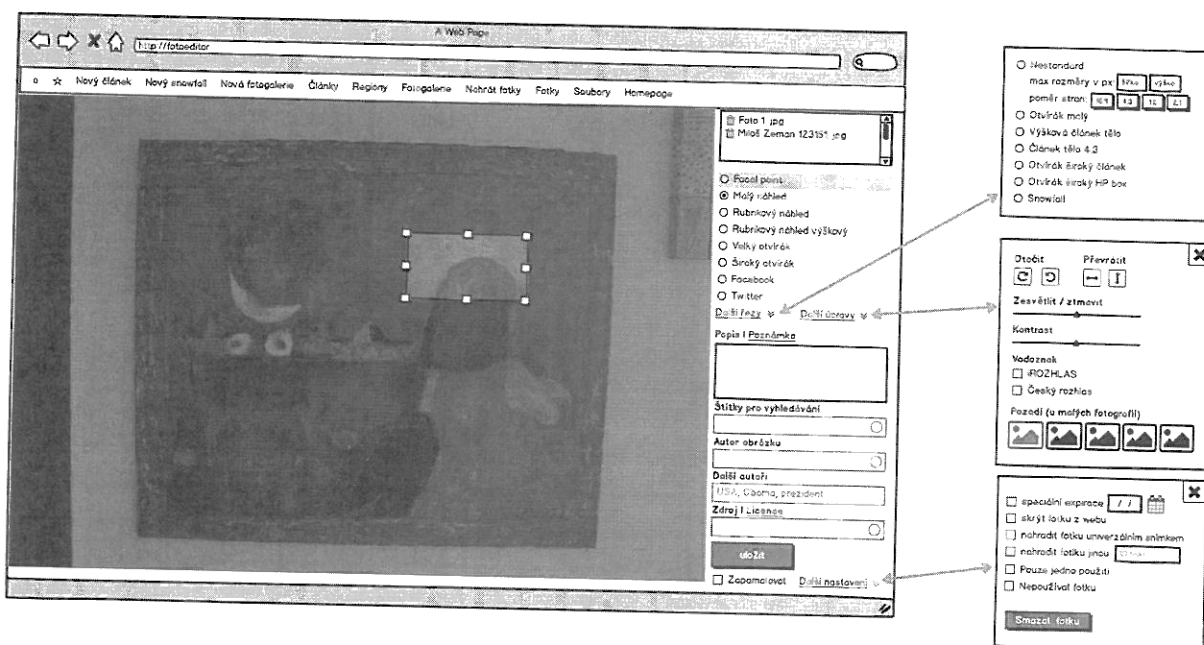 A Web Page
http://fotoeditor
Nový článek Nový snowfall Nová fotogalerie Články Regiony Fotogalerie Nahrát fotky Fotky Soubory Homepage
Foto 1.jpg
Miloš Zeman 123151.jpg
Focal point
Malý náhled
Rubrikový náhled
Rubrikový náhled výškový
Velký otvírák
Široký otvírák
Facebook
Twitter
Další řezy Další úpravy
Popis | Poznámka
Štítky pro vyhledávání
Autor obrázku
Další autoři
USA, Obama, prezident
Zdroj | Licence
uložit
Zapamatovat Další nastavení
Nestandard
max rozměry v px šířka výška
poměr stran: 16:9 4:3
Otvírák malý
Výšková článek tělo
Článek tělo 4:3
Otvírák široký článek
Otvírák široký HP box
Snowfall
Otočit Převrátit
Zesvětlit / ztmavit
Kontrast
Vodoznak
iROZHLAS
Český rozhlas
Pozadí (u malých fotografií)
speciální expirace / /
skrýt fotku z webu
nahradit fotku univerzálním snímkem
nahradit fotku jinou
Pouze jedno použití
Nepoužívat fotku
Smazat fotku